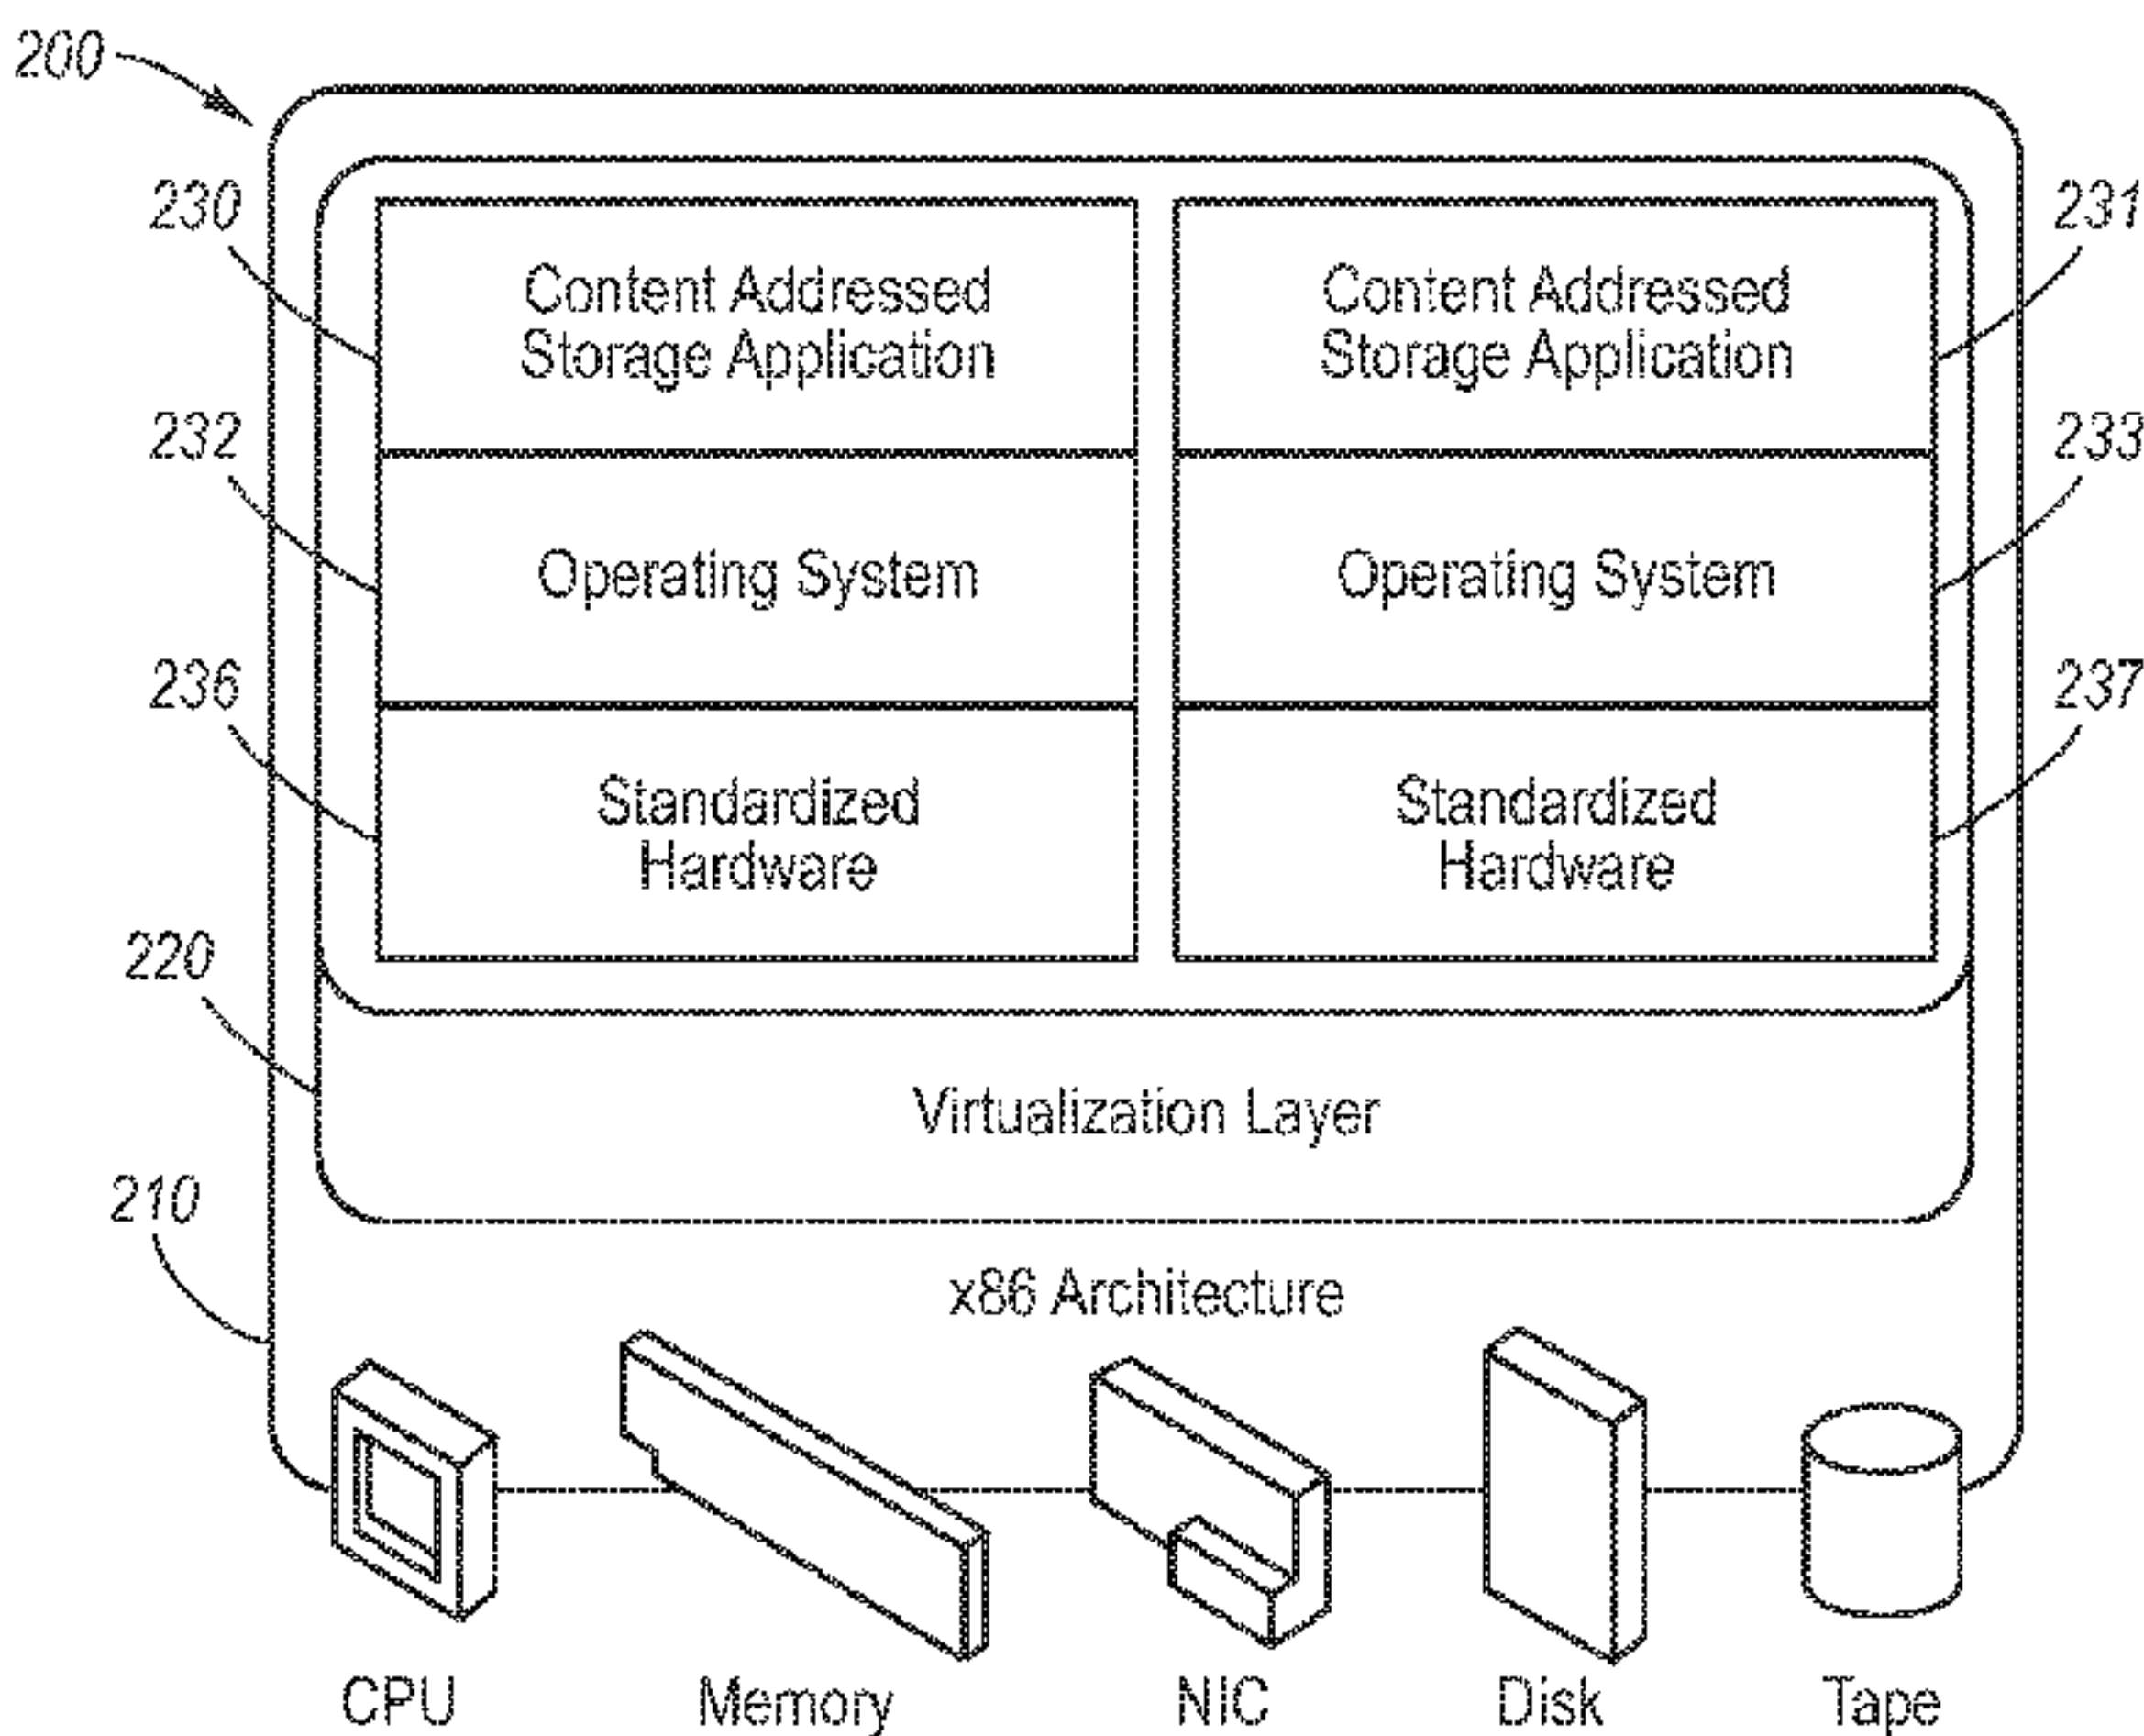 200
230
Content Addressed
Storage Application
Content Addressed
Storage Application
231
232
Operating System
Operating System
233
236
Standardized
Hardware
Standardized
Hardware
237
220
Virtualization Layer
210
x86 Architecture
CPU
Memory
NIC
Disk
Tape